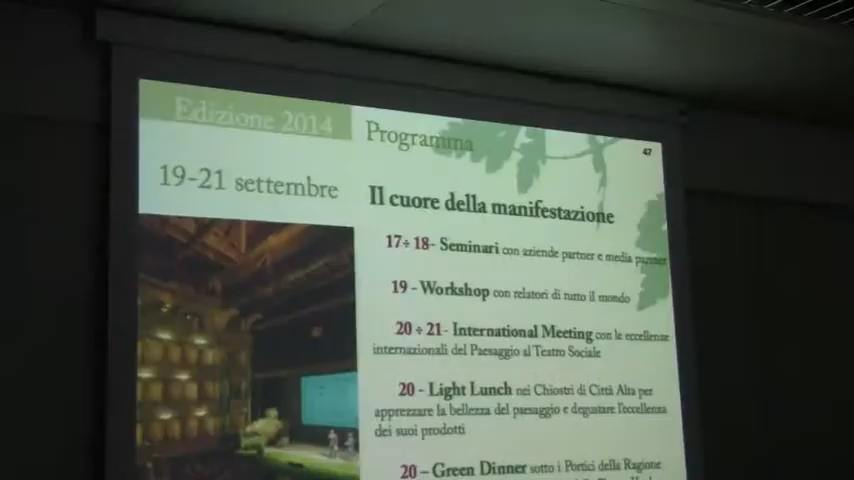 Edizione 2014
Programma
47
19-21 settembre
Il cuore della manifestazione
17÷18- Seminari con aziende partner e media partner
19 - Workshop con relatori di tutto il mondo
20÷21- International Meeting con le eccellenze
internazionali del Paesaggio al Teatro Sociale
20 - Light Lunch nei Chiostri di Città Alta per
apprezzare la bellezza del paesaggio e degustare l'eccellenza
dei suoi prodotti
20 – Green Dinner sotto i Portici della Ragione